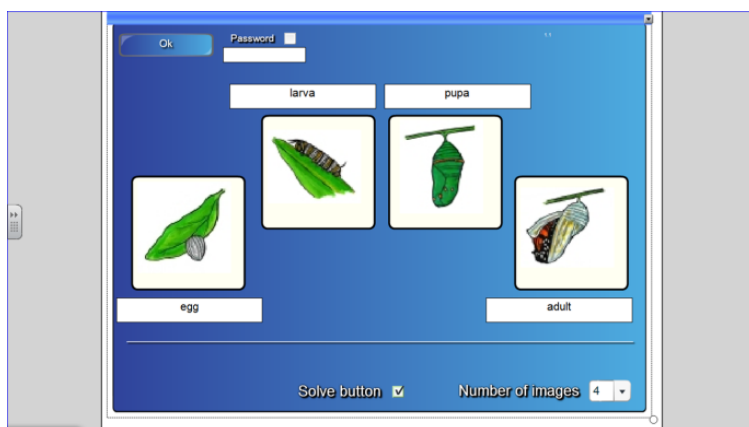 Ok
Password
larva
pupa
egg
adult
Solve button
Number of images 4